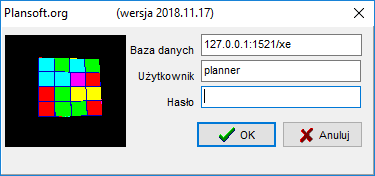 Plansoft.org (wersja 2018.11.17)
Baza danych 127.0.0.1:1521/xe
Użytkownik planner
Hasło
OK Anuluj